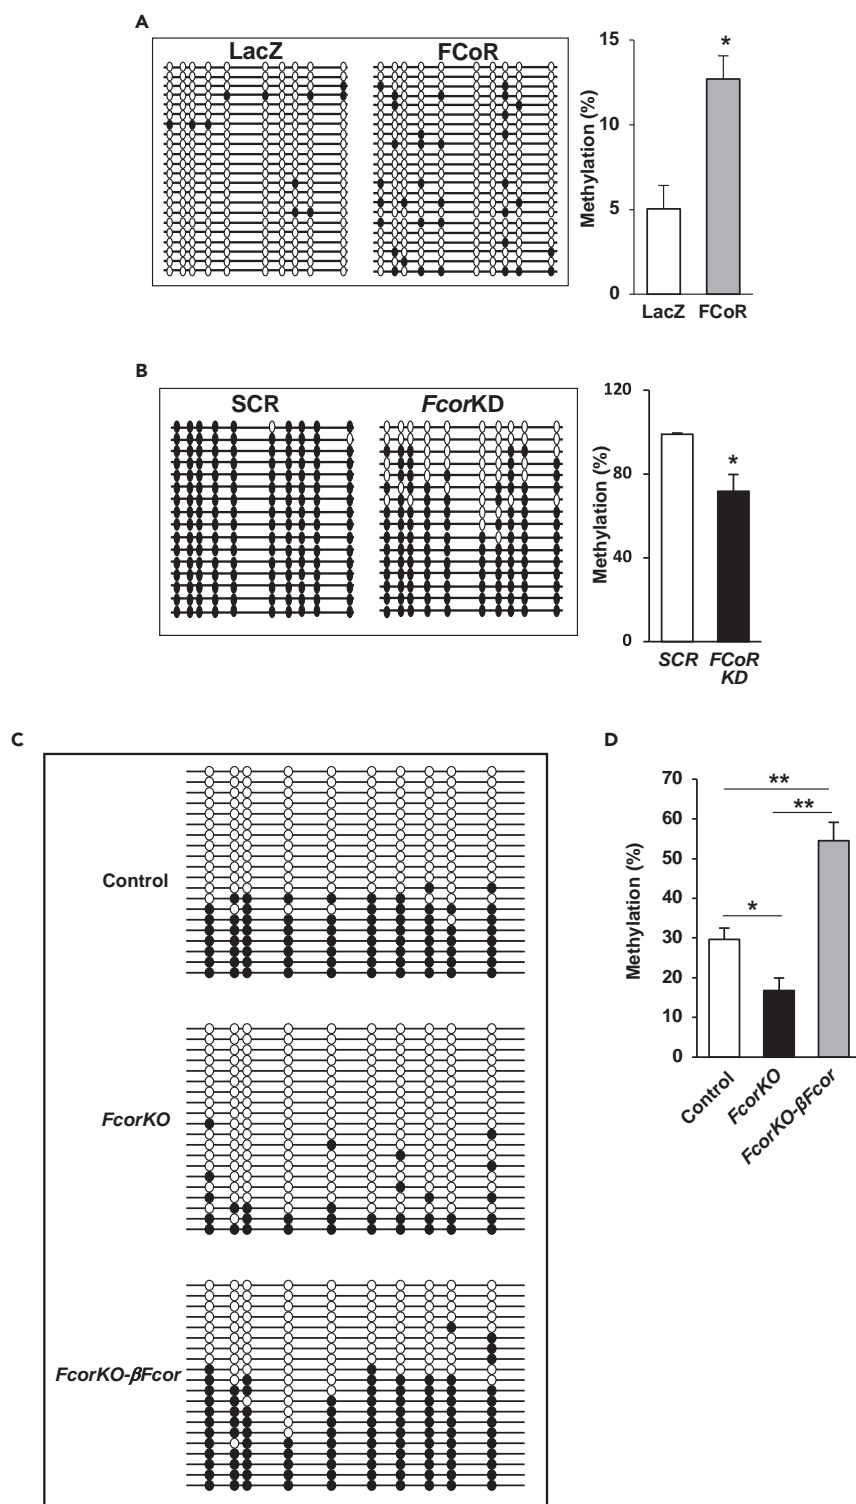 A
LacZ
FCoR
Methylation (%)
15
10
5
0
*
LacZ
FCoR
B
SCR
FcorKD
Methylation (%)
120
80
40
0
*
SCR
FCoR
KD
C
Control
FcorKO
FcorKO-βFcor
D
Methylation (%)
70
60
50
40
30
20
10
0
**
**
*
Control
FcorKO
FcorKO-βFcor